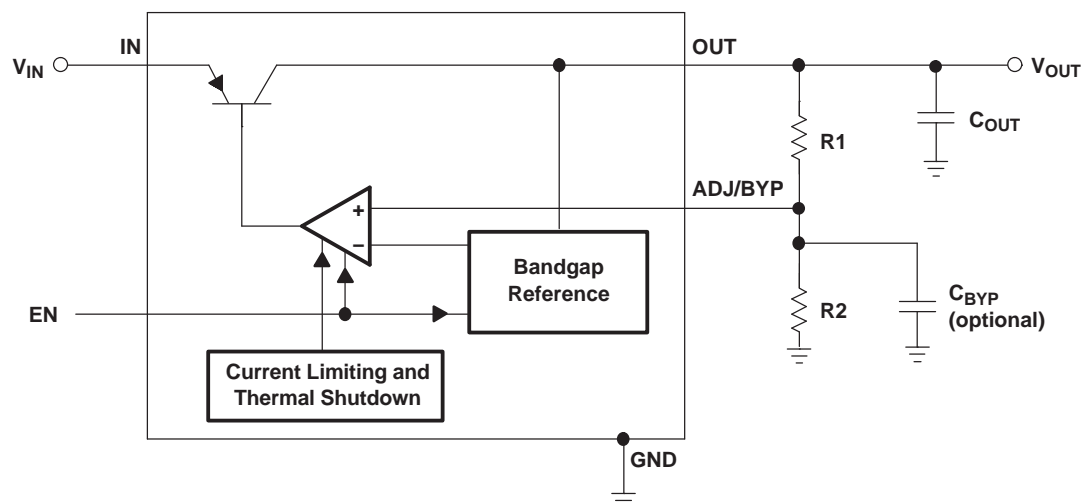 IN
OUT
VIN
VOUT
COUT
R1
ADJ/BYP
+
−
Bandgap
Reference
EN
R2
CBYP
(optional)
Current Limiting and
Thermal Shutdown
GND